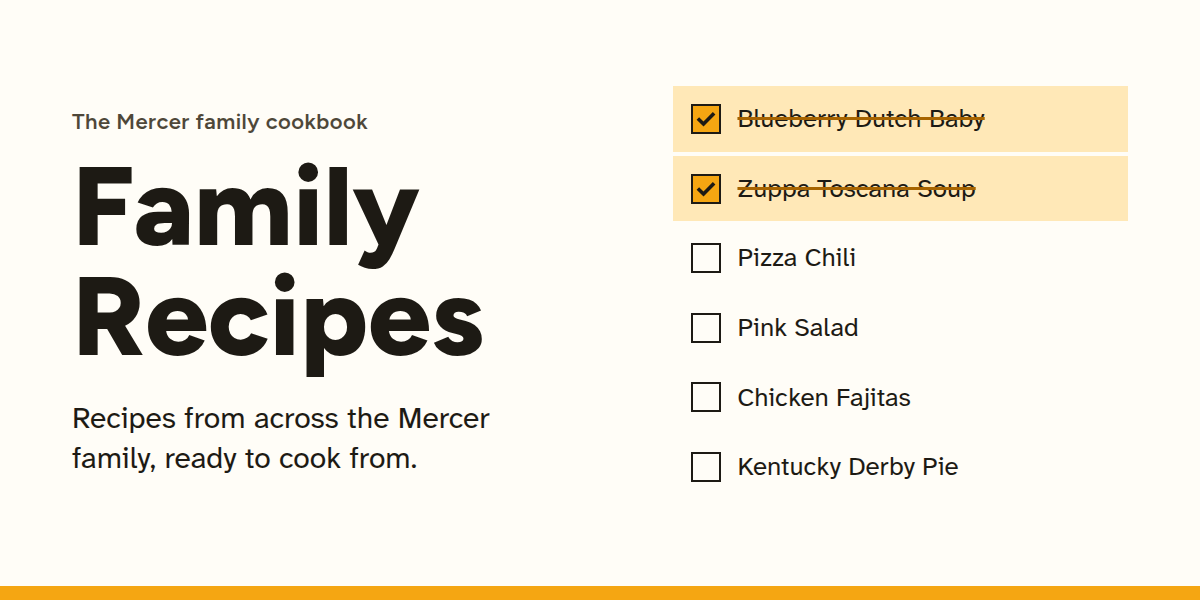 The Mercer family cookbook
Family
Recipes
Recipes from across the Mercer
family, ready to cook from.
Blueberry Dutch Baby
Zuppa Toscana Soup
Pizza Chili
Pink Salad
Chicken Fajitas
Kentucky Derby Pie